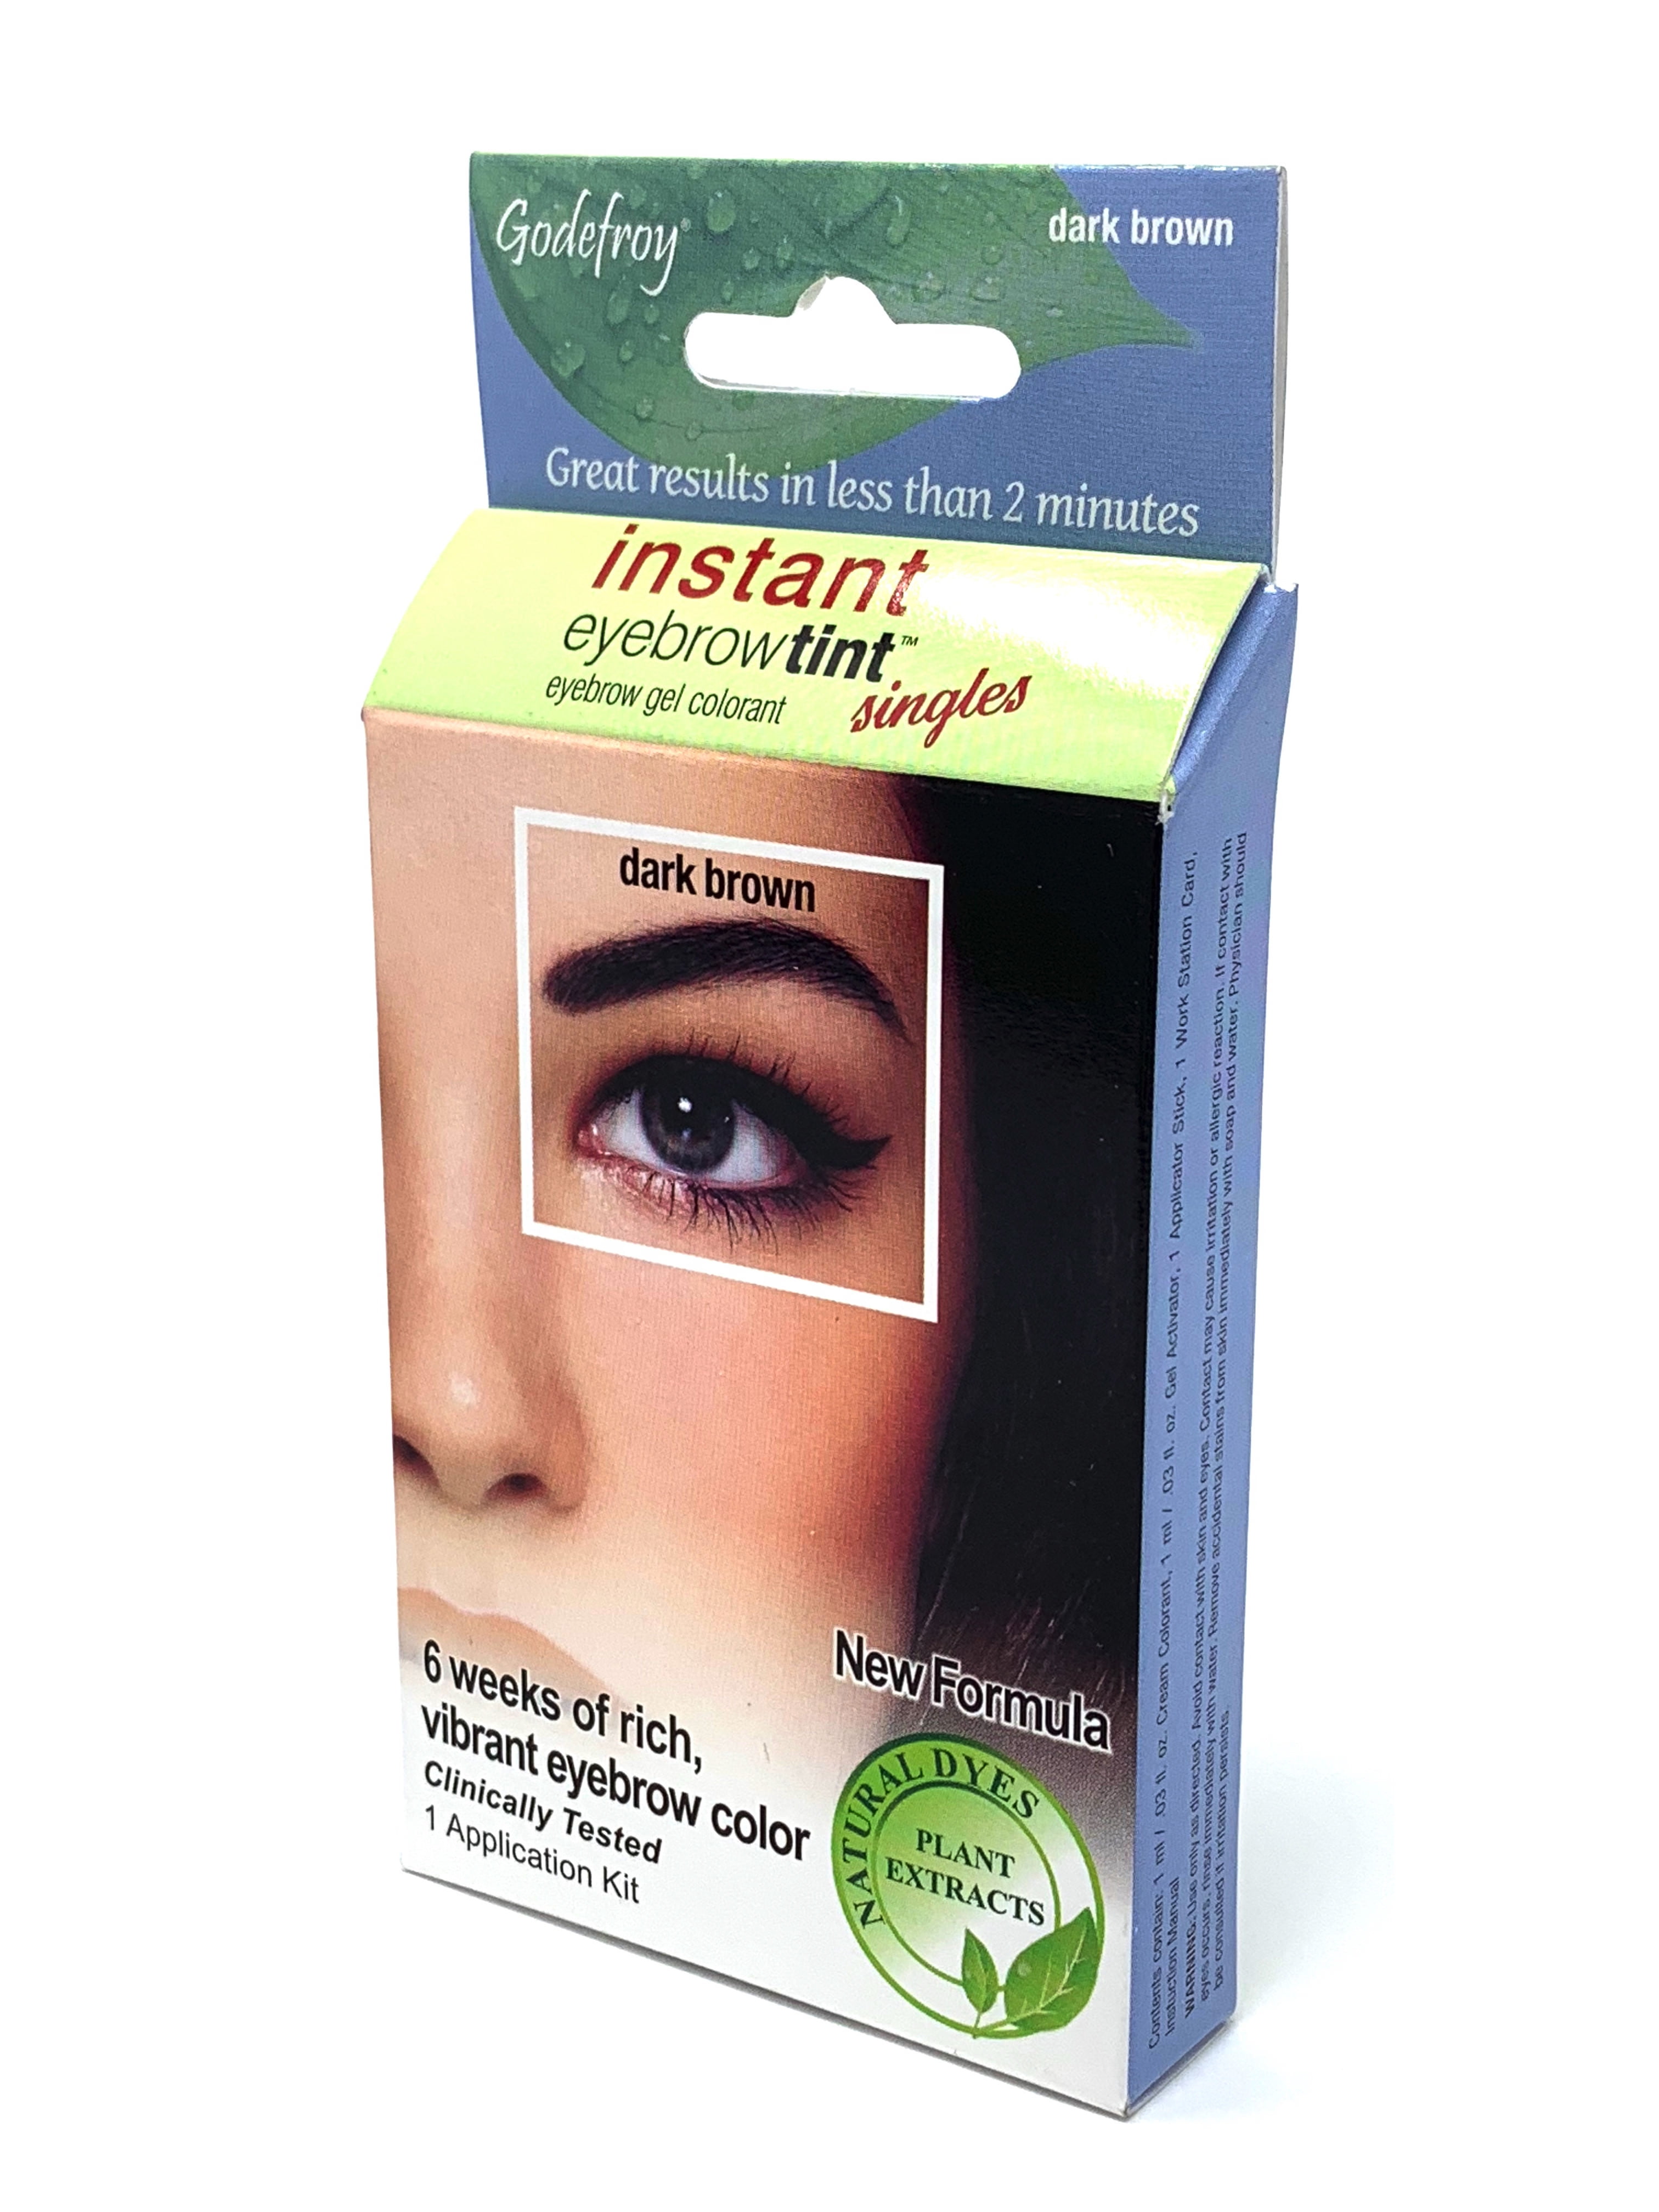 Godefroy®
dark brown
Great results in less than 2 minutes
instant
eyebrowtint™
eyebrow gel colorant
singles
dark brown
6 weeks of rich,
vibrant eyebrow color
Clinically Tested
1 Application Kit
New Formula
NATURAL DYES
PLANT
EXTRACTS
Contents contain: 1 ml / .03 fl. oz. Cream Colorant, 1 ml / .03 fl. oz. Gel Activator, 1 Applicator Stick, 1 Work Station Card,
Instuction Manual
WARNING: Use only as directed. Avoid contact with skin and eyes. Contact may cause irritation or allergic reaction. If contact with
eyes occurs, rinse immediately with water. Remove accidental stains from skin immediately with soap and water. Physician should
be consulted if irritation persists.